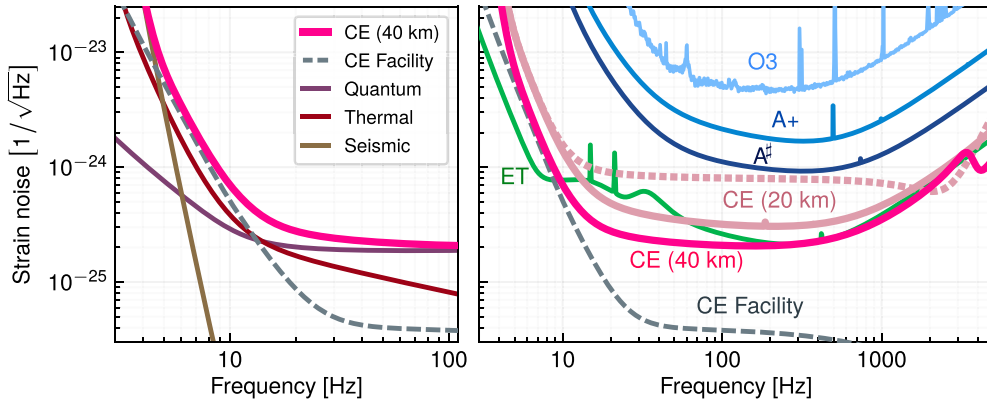 Strain noise [1/√Hz]
10⁻²³
10⁻²⁴
10⁻²⁵
CE (40 km)
CE Facility
Quantum
Thermal
Seismic
10
100
Frequency [Hz]
O3
A+
A♯
ET
CE (20 km)
CE (40 km)
CE Facility
10
100
1000
Frequency [Hz]